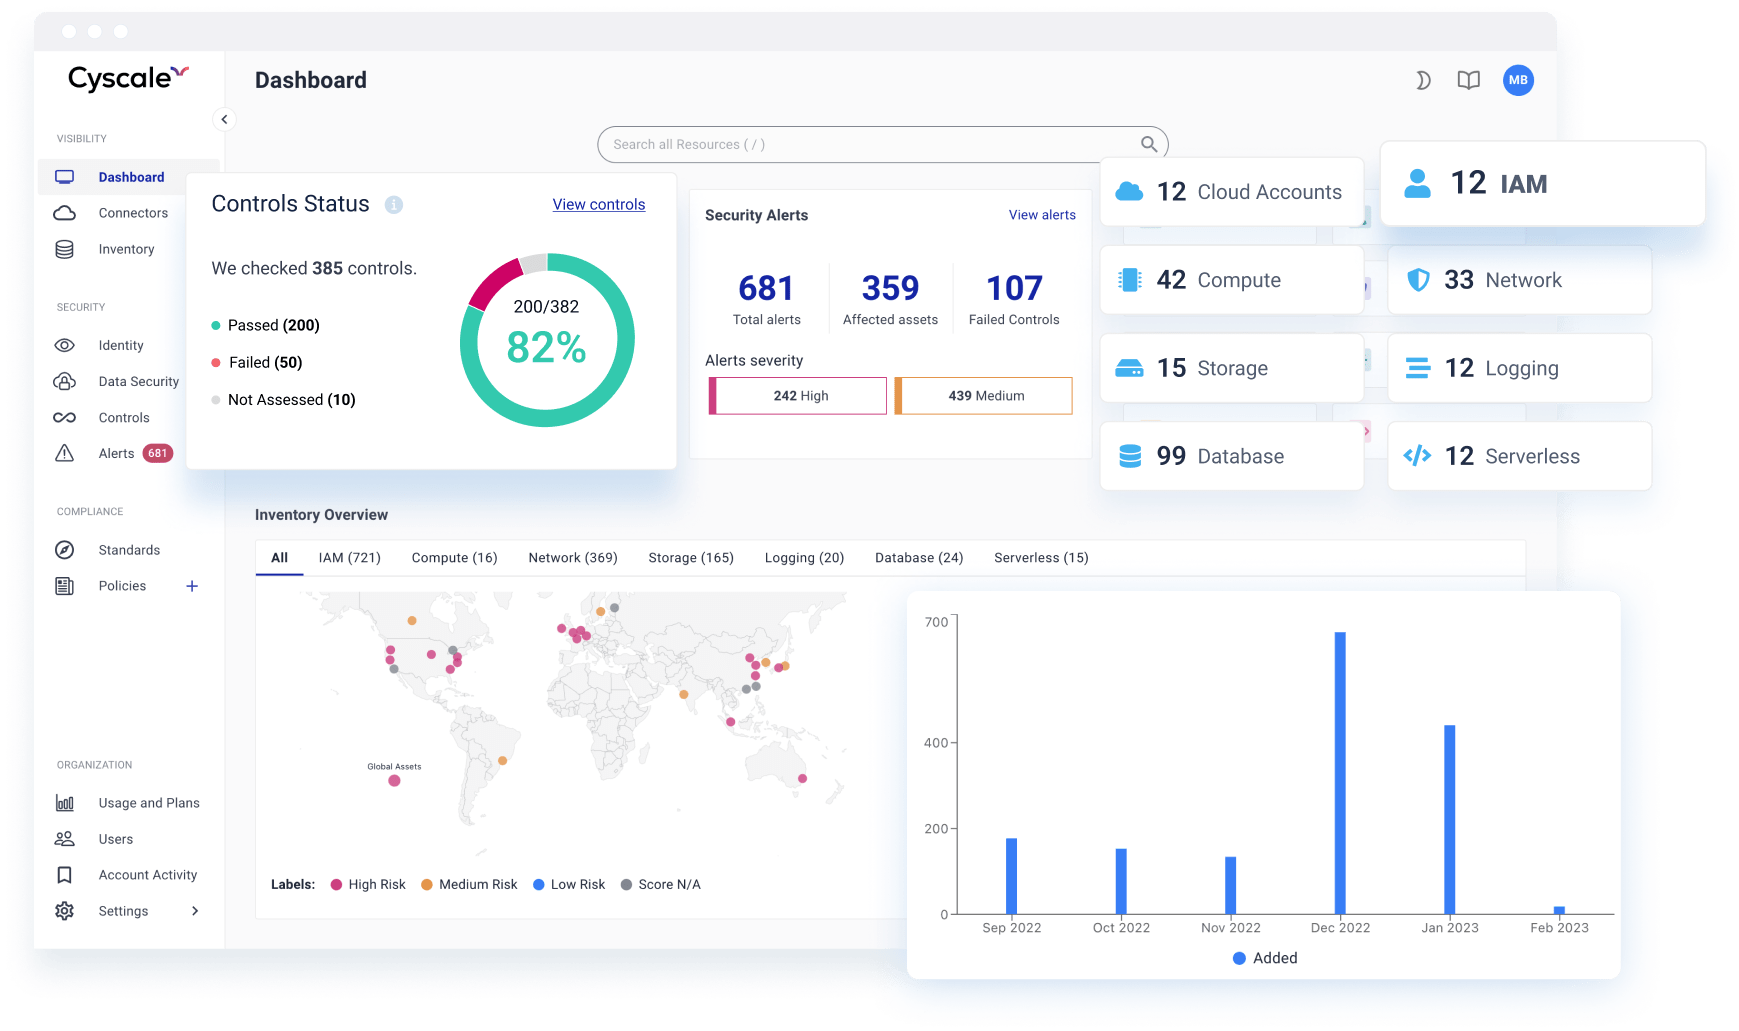 Cyscale
Dashboard
MB
VISIBILITY
Dashboard
Connectors
Inventory
SECURITY
Identity
Data Security
Controls
Alerts 681
COMPLIANCE
Standards
Policies +
ORGANIZATION
Usage and Plans
Users
Account Activity
Settings
Search all Resources ( / )
Controls Status
View controls
We checked 385 controls.
Passed (200)
Failed (50)
Not Assessed (10)
200/382
82%
Security Alerts
View alerts
681
Total alerts
359
Affected assets
107
Failed Controls
Alerts severity
242 High
439 Medium
12 Cloud Accounts
12 IAM
42 Compute
33 Network
15 Storage
12 Logging
99 Database
12 Serverless
Inventory Overview
All
IAM (721)
Compute (16)
Network (369)
Storage (165)
Logging (20)
Database (24)
Serverless (15)
Global Assets
Labels:
High Risk
Medium Risk
Low Risk
Score N/A
700
400
200
0
Sep 2022
Oct 2022
Nov 2022
Dec 2022
Jan 2023
Feb 2023
Added